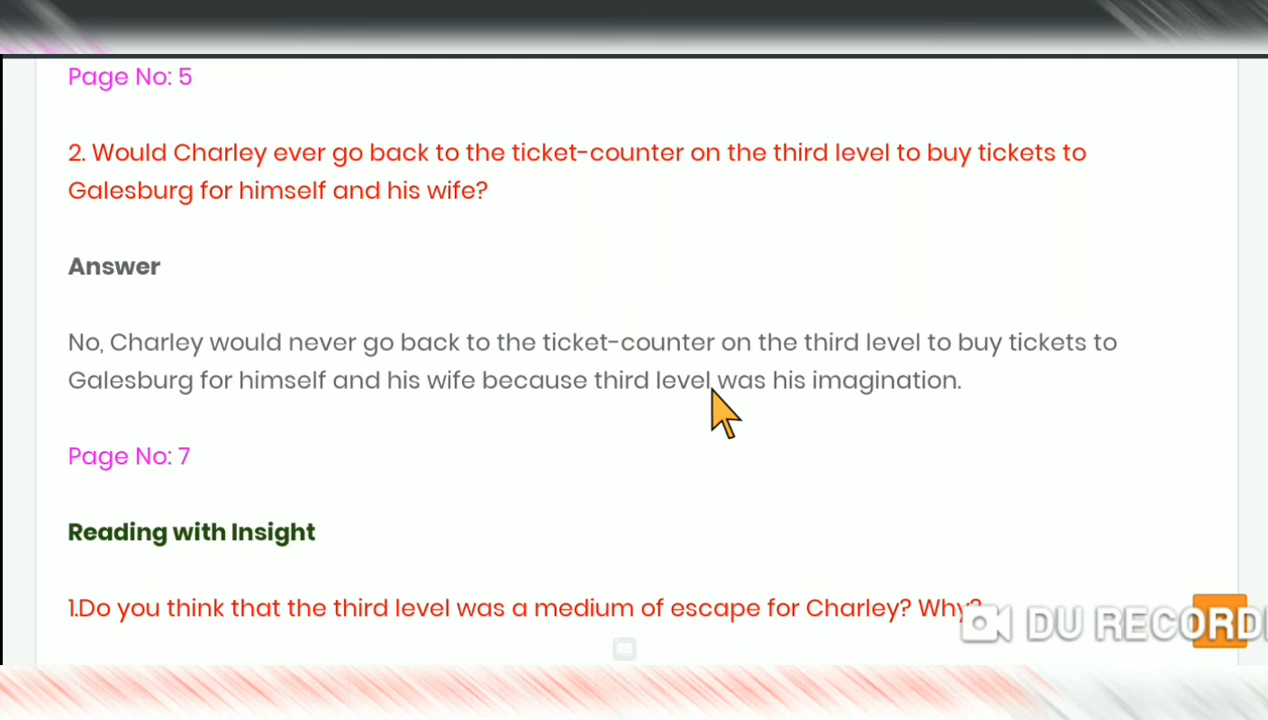 Page No: 5
2. Would Charley ever go back to the ticket-counter on the third level to buy tickets to
Galesburg for himself and his wife?
Answer
No, Charley would never go back to the ticket-counter on the third level to buy tickets to
Galesburg for himself and his wife because third level was his imagination.
Page No: 7
Reading with Insight
1.Do you think that the third level was a medium of escape for Charley? Why?
DU RECORD